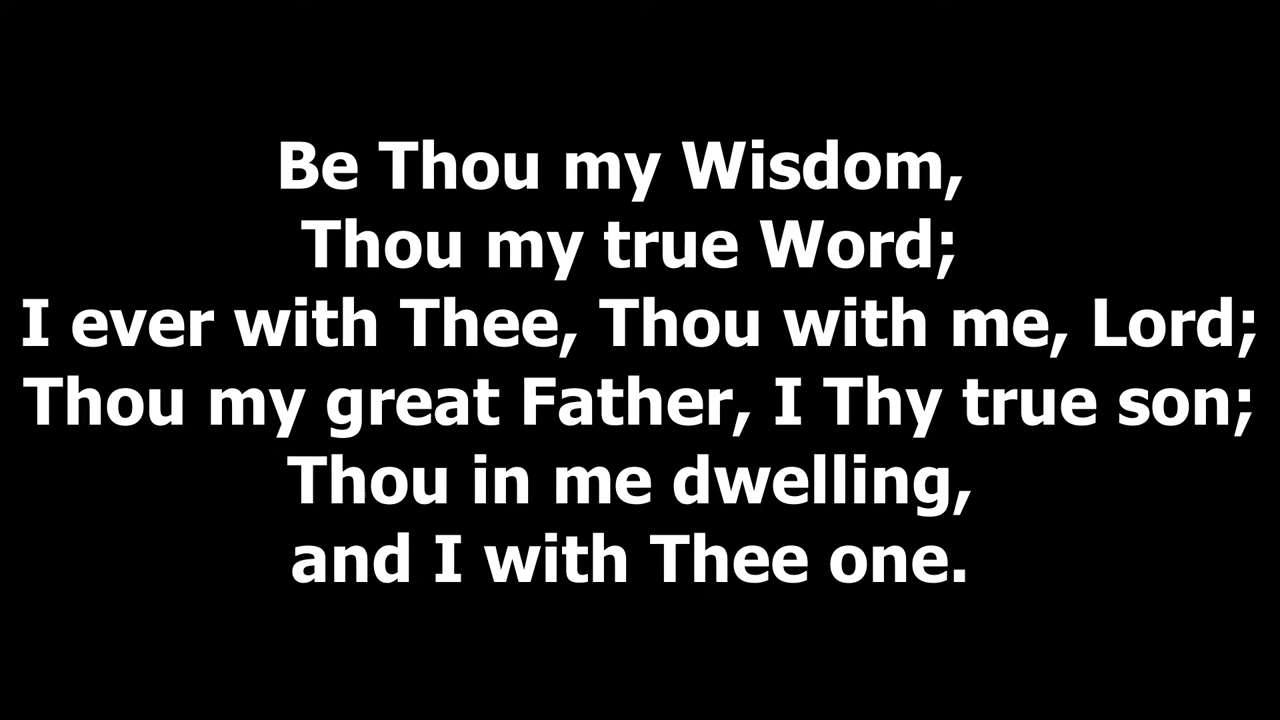 Be Thou my Wisdom,
Thou my true Word;
I ever with Thee, Thou with me, Lord;
Thou my great Father, I Thy true son;
Thou in me dwelling,
and I with Thee one.